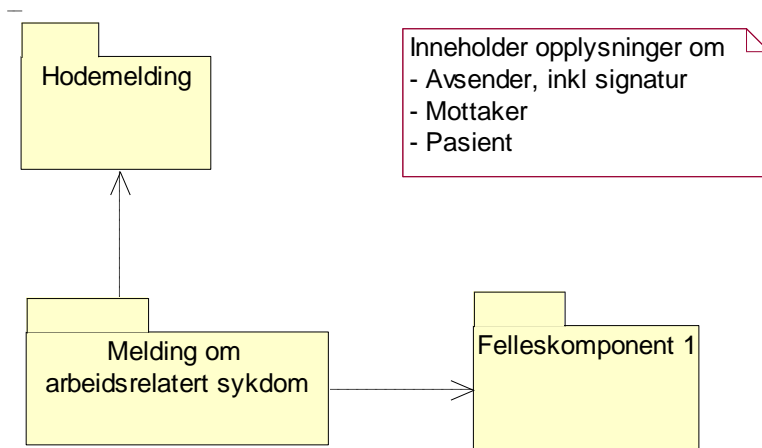 Hodemelding
Inneholder opplysninger om
- Avsender, inkl signatur
- Mottaker
- Pasient
Melding om
arbeidsrelatert sykdom
Felleskomponent 1